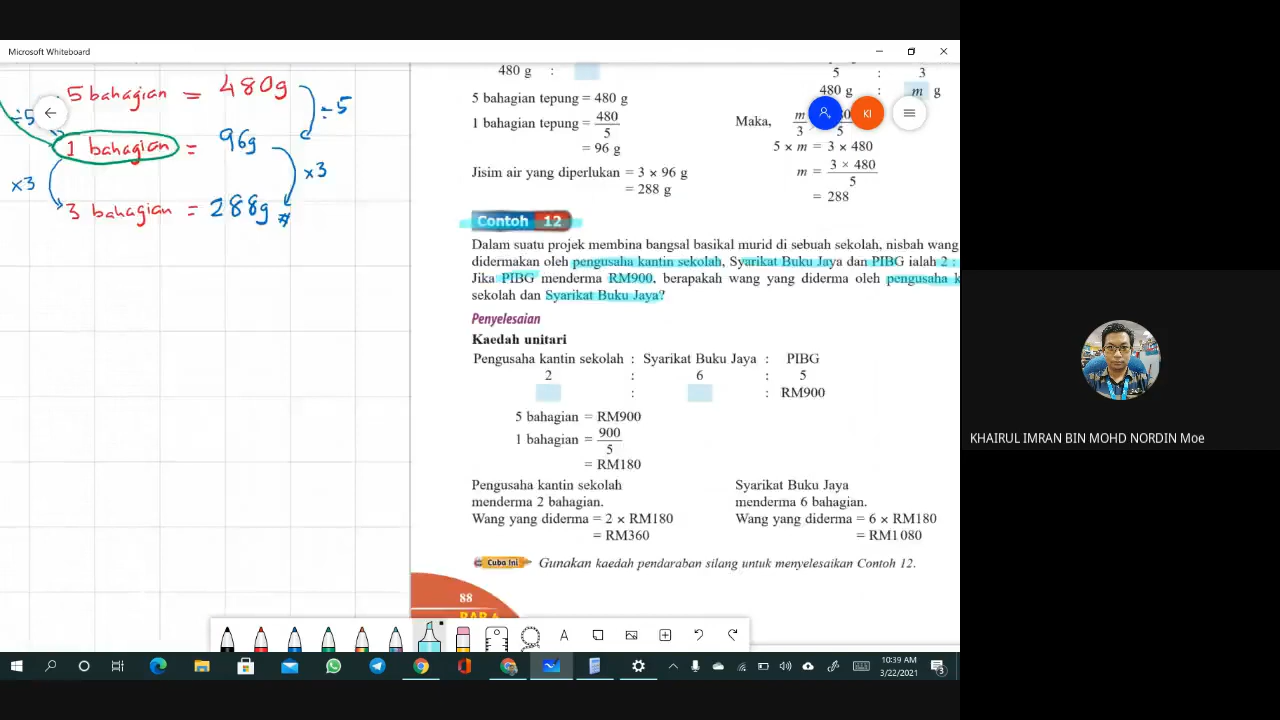 Microsoft Whiteboard
5 bahagian = 480g
÷5
÷5
1 bahagian = 96g
×3
×3
3 bahagian = 288g #
480 g :
5 bahagian tepung = 480 g
1 bahagian tepung = 480/5
= 96 g
Jisim air yang diperlukan = 3 × 96 g
= 288 g
5 : 3
480 g : m g
Maka, m/3
5
5 × m = 3 × 480
m = 3 × 480/5
= 288
KI
Contoh 12
Dalam suatu projek membina bangsal basikal murid di sebuah sekolah, nisbah wang
didermakan oleh pengusaha kantin sekolah, Syarikat Buku Jaya dan PIBG ialah 2 :
Jika PIBG menderma RM900, berapakah wang yang diderma oleh pengusaha k
sekolah dan Syarikat Buku Jaya?
Penyelesaian
Kaedah unitari
Pengusaha kantin sekolah : Syarikat Buku Jaya : PIBG
2 : 6 : 5
: : RM900
5 bahagian = RM900
1 bahagian = 900/5
= RM180
Pengusaha kantin sekolah
menderma 2 bahagian.
Wang yang diderma = 2 × RM180
= RM360
Syarikat Buku Jaya
menderma 6 bahagian.
Wang yang diderma = 6 × RM180
= RM1 080
Cuba Ini Gunakan kaedah pendaraban silang untuk menyelesaikan Contoh 12.
88
KHAIRUL IMRAN BIN MOHD NORDIN Moe
10:39 AM
3/22/2021
3